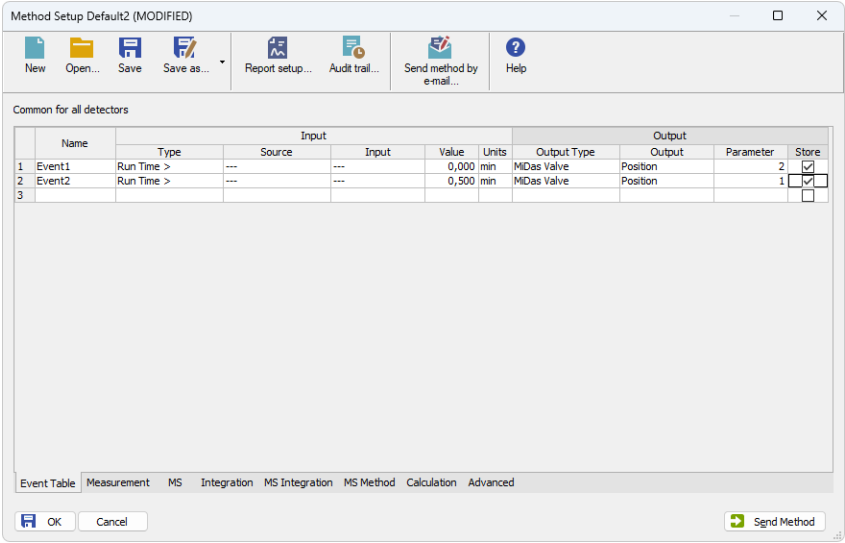 Method Setup Default2 (MODIFIED)
New Open... Save Save as... Report setup... Audit trail... Send method by e-mail... Help
Common for all detectors
Name Input Output
Type Source Input Value Units Output Type Output Parameter Store
1 Event1 Run Time > --- --- 0,000 min MiDas Valve Position 2
2 Event2 Run Time > --- --- 0,500 min MiDas Valve Position 1
3
Event Table Measurement MS Integration MS Integration MS Method Calculation Advanced
OK Cancel Send Method